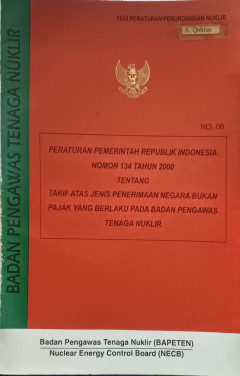 SERI PERATURAN PERUNDANGAN NUKLIR
A. Qohhar
BADAN PENGAWAS TENAGA NUKLIR
NO. 06
PERATURAN PEMERINTAH REPUBLIK INDONESIA
NOMOR 134 TAHUN 2000
TENTANG
TARIF ATAS JENIS PENERIMAAN NEGARA BUKAN
PAJAK YANG BERLAKU PADA BADAN PENGAWAS
TENAGA NUKLIR
Badan Pengawas Tenaga Nuklir (BAPETEN)
Nuclear Energy Control Board (NECB)